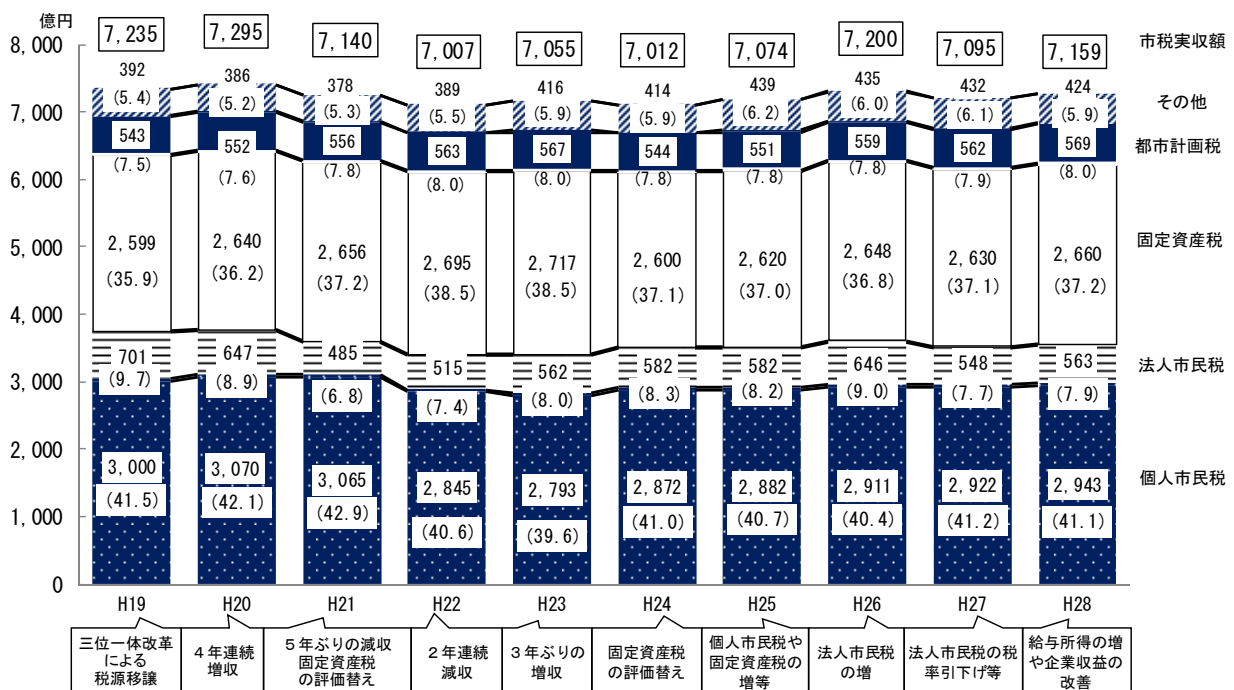 億円
7,235 7,295 7,140 7,007 7,055 7,012 7,074 7,200 7,095 7,159 市税実収額
8,000
392 386 378 389 416 414 439 435 432 424 その他
(5.4) (5.2) (5.3) (5.5) (5.9) (5.9) (6.2) (6.0) (6.1) (5.9)
7,000
543 552 556 563 567 544 551 559 562 569 都市計画税
(7.5) (7.6) (7.8) (8.0) (8.0) (7.8) (7.8) (7.8) (7.9) (8.0)
6,000
2,599 2,640 2,656 2,695 2,717 2,600 2,620 2,648 2,630 2,660 固定資産税
(35.9) (36.2) (37.2) (38.5) (38.5) (37.1) (37.0) (36.8) (37.1) (37.2)
5,000
4,000
701 647 485 515 562 582 582 646 548 563 法人市民税
(9.7) (8.9) (6.8) (7.4) (8.0) (8.3) (8.2) (9.0) (7.7) (7.9)
3,000
2,000
3,000 3,070 3,065 2,845 2,793 2,872 2,882 2,911 2,922 2,943 個人市民税
(41.5) (42.1) (42.9) (40.6) (39.6) (41.0) (40.7) (40.4) (41.2) (41.1)
1,000
0
H19 H20 H21 H22 H23 H24 H25 H26 H27 H28
三位一体改革
による
税源移譲
4年連続
増収
5年ぶりの減収
固定資産税
の評価替え
2年連続
減収
3年ぶりの
増収
固定資産税
の評価替え
個人市民税や
固定資産税の
増等
法人市民税
の増
法人市民税の税
率引下げ等
給与所得の増
や企業収益の
改善